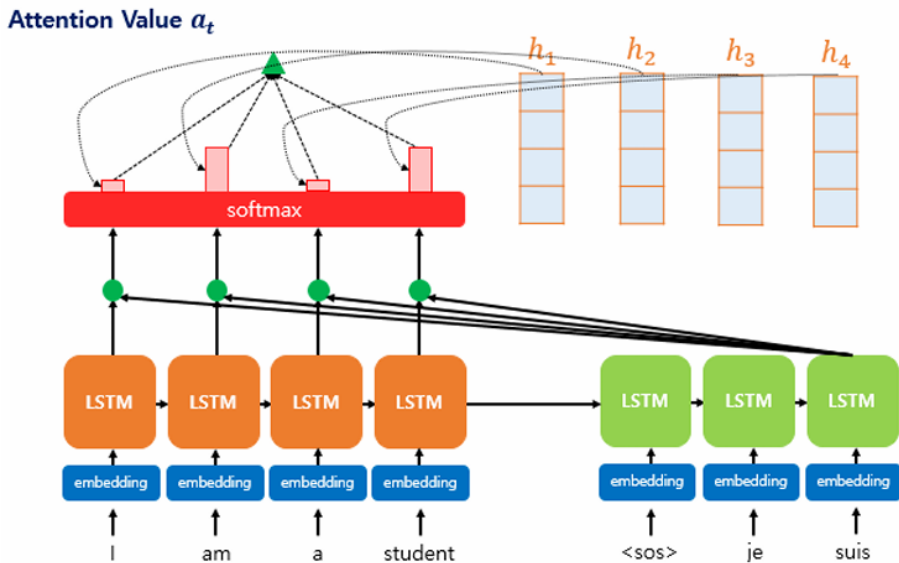 Attention Value a_t
h_1 h_2 h_3 h_4
softmax
LSTM LSTM LSTM LSTM LSTM LSTM LSTM
embedding embedding embedding embedding embedding embedding embedding
I am a student <sos> je suis